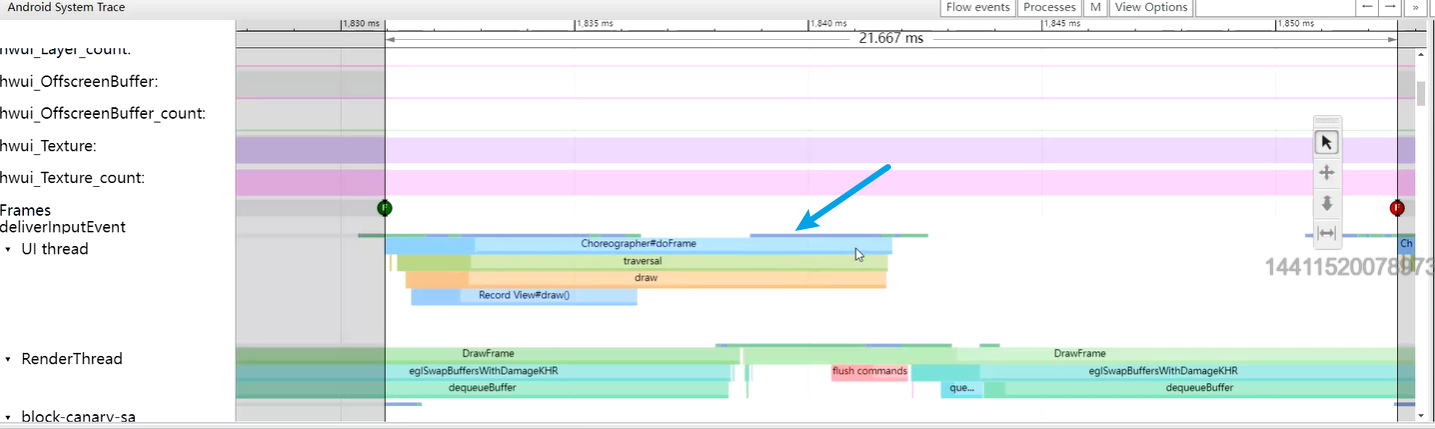 Android System Trace
Flow events Processes M View Options ← → »
1,830 ms 1,835 ms 1,840 ms 1,845 ms 1,850 ms
21.667 ms
hwui_Layer_count:
hwui_OffscreenBuffer:
hwui_OffscreenBuffer_count:
hwui_Texture:
hwui_Texture_count:
Frames
F F
deliverInputEvent
UI thread
Choreographer#doFrame Ch
traversal
draw
Record View#draw()
14411520078973
RenderThread
DrawFrame DrawFrame
eglSwapBuffersWithDamageKHR flush commands eglSwapBuffersWithDamageKHR
dequeueBuffer que... dequeueBuffer
block-canary-sa